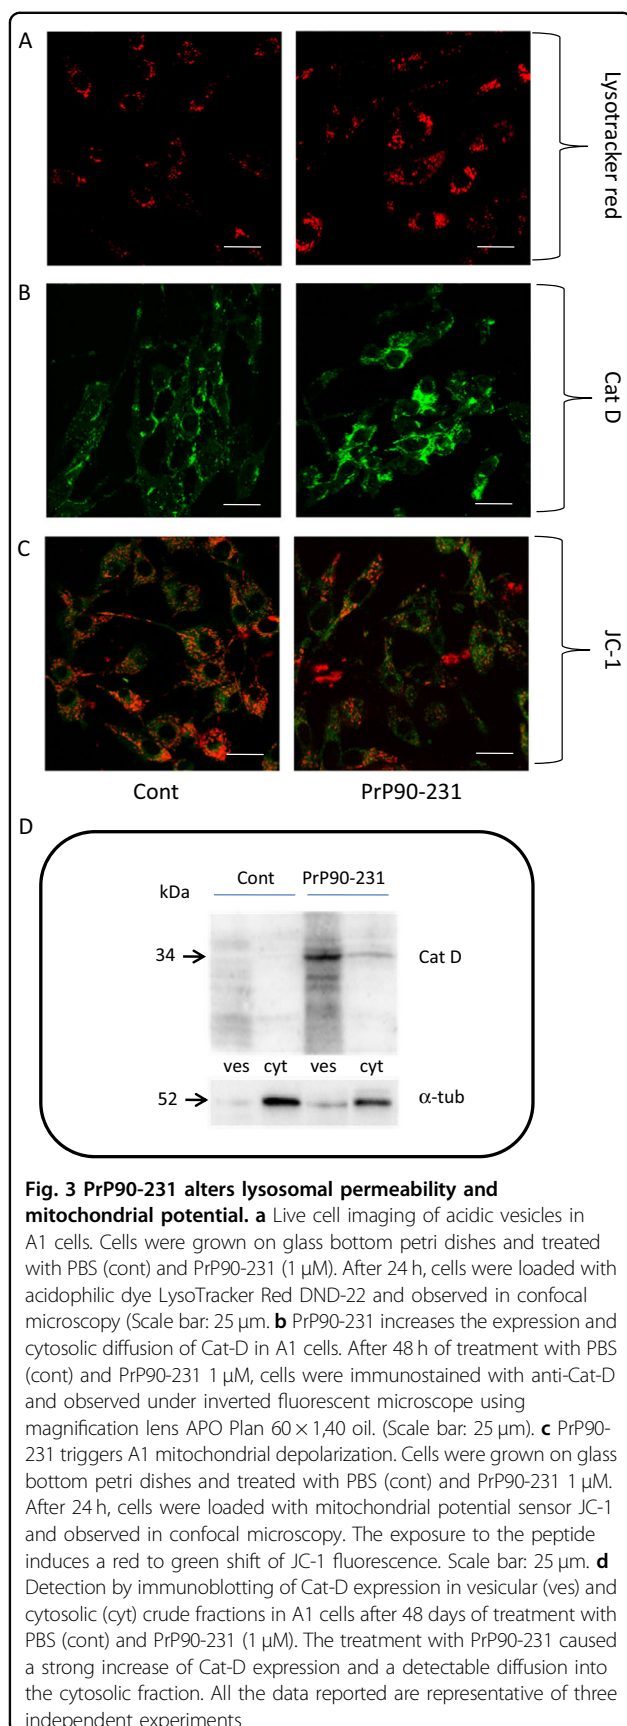 A
Lysotracker red
B
Cat D
C
JC-1
Cont
PrP90-231
D
Cont
PrP90-231
kDa
34
Cat D
ves
cyt
ves
cyt
52
α-tub
Fig. 3 PrP90-231 alters lysosomal permeability and
mitochondrial potential. a Live cell imaging of acidic vesicles in
A1 cells. Cells were grown on glass bottom petri dishes and treated
with PBS (cont) and PrP90-231 (1 μM). After 24 h, cells were loaded with
acidophilic dye LysoTracker Red DND-22 and observed in confocal
microscopy (Scale bar: 25 μm. b PrP90-231 increases the expression and
cytosolic diffusion of Cat-D in A1 cells. After 48 h of treatment with PBS
(cont) and PrP90-231 1 μM, cells were immunostained with anti-Cat-D
and observed under inverted fluorescent microscope using
magnification lens APO Plan 60 × 1,40 oil. (Scale bar: 25 μm). c PrP90-
231 triggers A1 mitochondrial depolarization. Cells were grown on glass
bottom petri dishes and treated with PBS (cont) and PrP90-231 1 μM.
After 24 h, cells were loaded with mitochondrial potential sensor JC-1
and observed in confocal microscopy. The exposure to the peptide
induces a red to green shift of JC-1 fluorescence. Scale bar: 25 μm. d
Detection by immunoblotting of Cat-D expression in vesicular (ves) and
cytosolic (cyt) crude fractions in A1 cells after 48 days of treatment with
PBS (cont) and PrP90-231 (1 μM). The treatment with PrP90-231 caused
a strong increase of Cat-D expression and a detectable diffusion into
the cytosolic fraction. All the data reported are representative of three
independent experiments